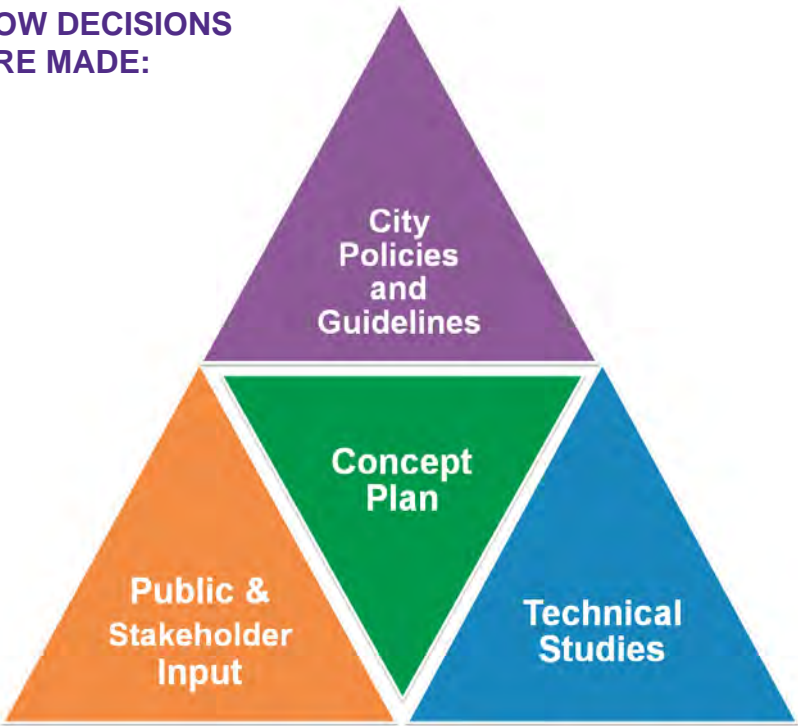 OW DECISIONS
RE MADE:
City
Policies
and
Guidelines
Concept
Plan
Public &
Stakeholder
Input
Technical
Studies